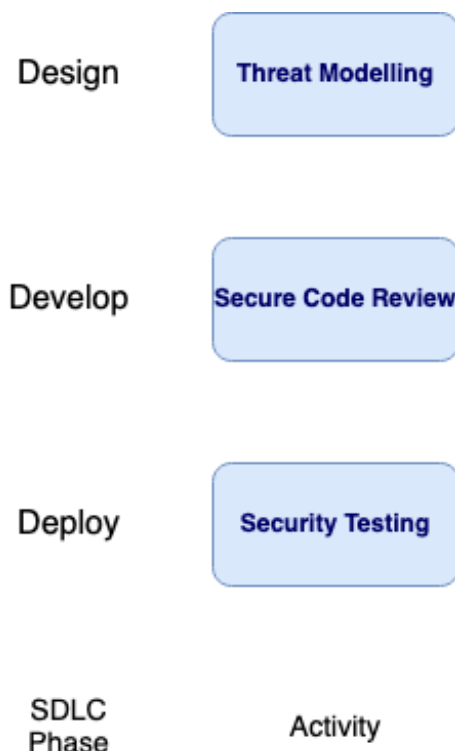 Design
Threat Modelling
Develop
Secure Code Review
Deploy
Security Testing
SDLC
Phase
Activity